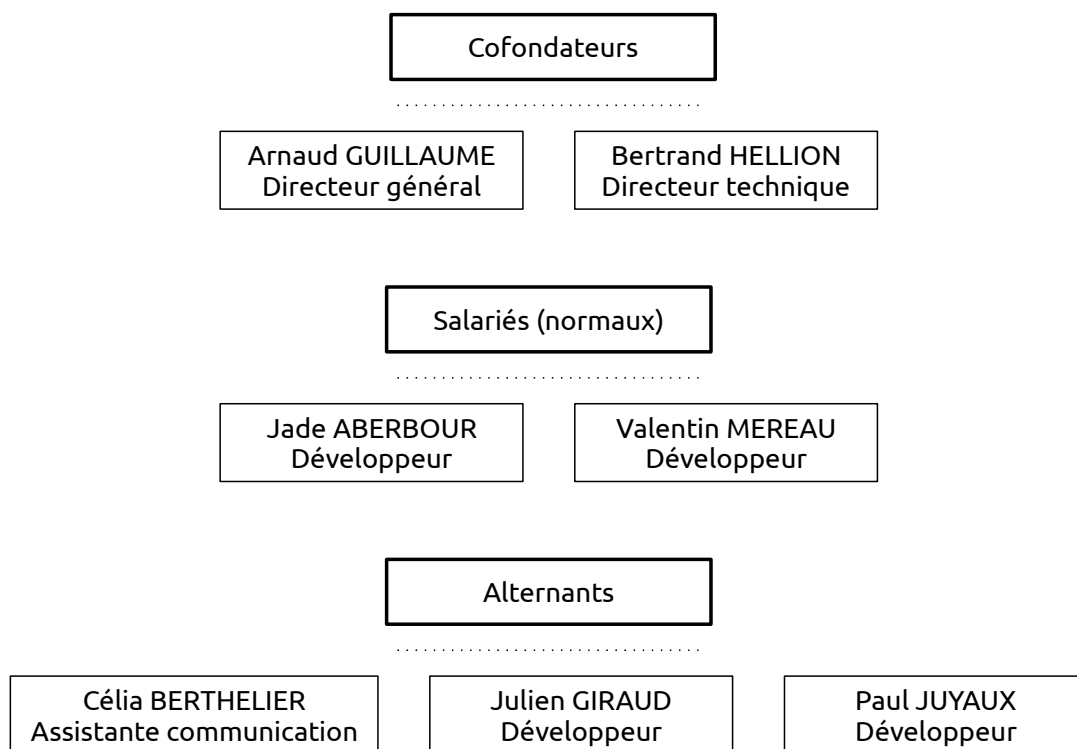 Cofondateurs
Arnaud GUILLAUME
Directeur général
Bertrand HELLION
Directeur technique
Salariés (normaux)
Jade ABERBOUR
Développeur
Valentin MEREAU
Développeur
Alternants
Célia BERTHELIER
Assistante communication
Julien GIRAUD
Développeur
Paul JUYAUX
Développeur